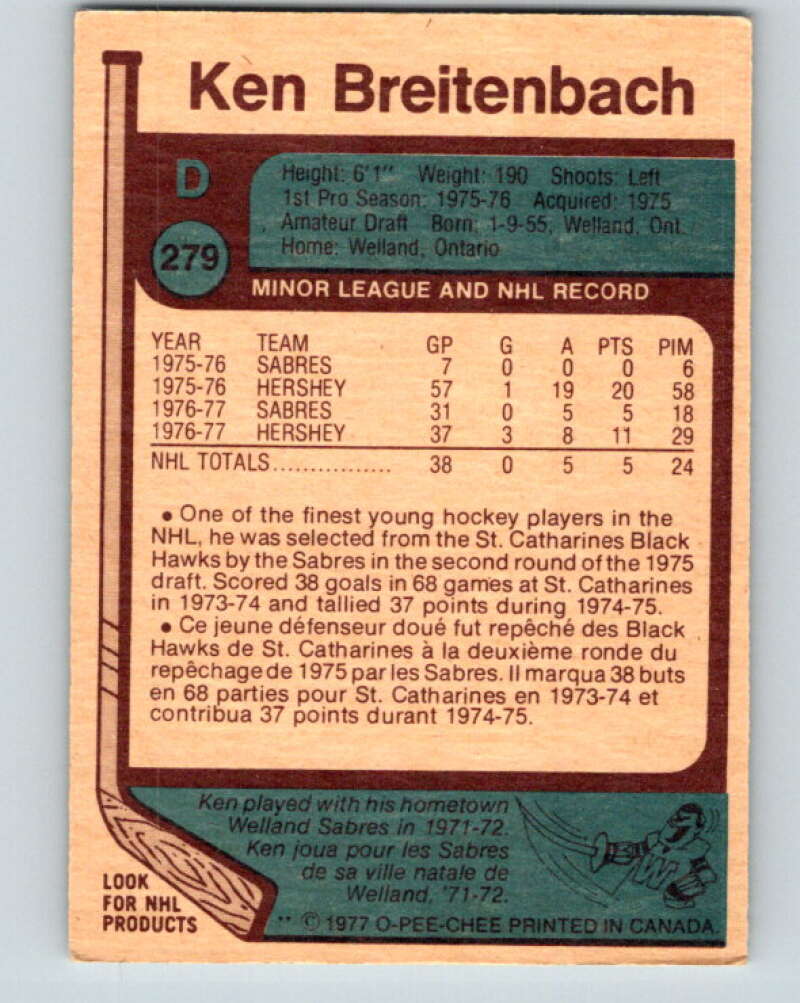 Ken Breitenbach
D
279
Height: 6'1" Weight: 190 Shoots: Left
1st Pro Season: 1975-76 Acquired: 1975
Amateur Draft Born: 1-9-55, Welland, Ont.
Home: Welland, Ontario
MINOR LEAGUE AND NHL RECORD
YEAR TEAM GP G A PTS PIM
1975-76 SABRES 7 0 0 0 6
1975-76 HERSHEY 57 1 19 20 58
1976-77 SABRES 31 0 5 5 18
1976-77 HERSHEY 37 3 8 11 29
NHL TOTALS................ 38 0 5 5 24
• One of the finest young hockey players in the
NHL, he was selected from the St. Catharines Black
Hawks by the Sabres in the second round of the 1975
draft. Scored 38 goals in 68 games at St. Catharines
in 1973-74 and tallied 37 points during 1974-75.
• Ce jeune défenseur doué fut repêché des Black
Hawks de St. Catharines à la deuxième ronde du
repêchage de 1975 par les Sabres. Il marqua 38 buts
en 68 parties pour St. Catharines en 1973-74 et
contribua 37 points durant 1974-75.
Ken played with his hometown
Welland Sabres in 1971-72.
Ken joua pour les Sabres
de sa ville natale de
Welland, '71-72.
W
LOOK
FOR NHL
PRODUCTS
** © 1977 O-PEE-CHEE PRINTED IN CANADA.